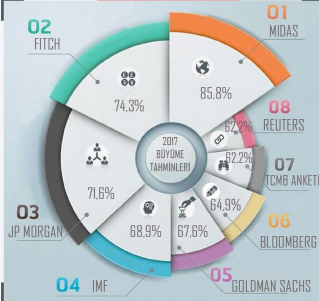 01
MIDAS
85,8%
02
FITCH
74,3%
03
JP MORGAN
71,6%
04 IMF
68,9%
05
GOLDMAN SACHS
67,6%
06
BLOOMBERG
64,9%
07
TCMB ANKETİ
62,2%
08
REUTERS
62,2%
2017
BÜYÜME
TAHMİNLERİ